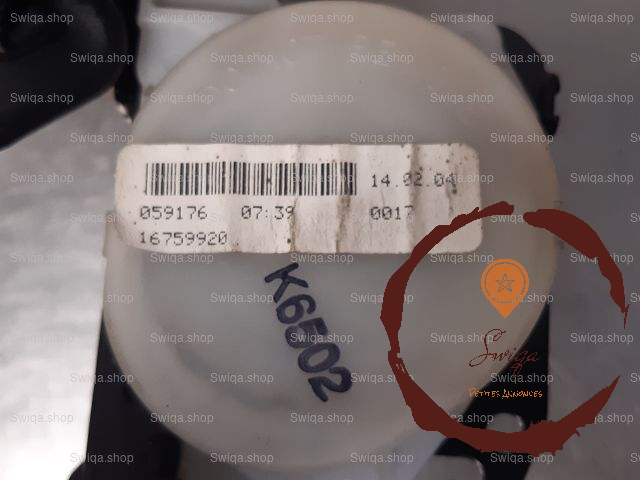 14.02.04
059176 07:39 0017
16759920
K6502
Swiqa
PETITES ANNONCES
Swiqa.shop